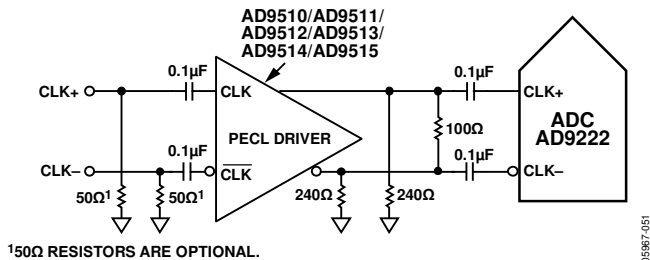 AD9510/AD9511/
AD9512/AD9513/
AD9514/AD9515
0.1µF
0.1µF
CLK+
CLK
CLK+
ADC
AD9222
PECL DRIVER
100Ω
0.1µF
0.1µF
CLK–
CLK
CLK–
50Ω1
50Ω1
240Ω
240Ω
150Ω RESISTORS ARE OPTIONAL.
05967-051